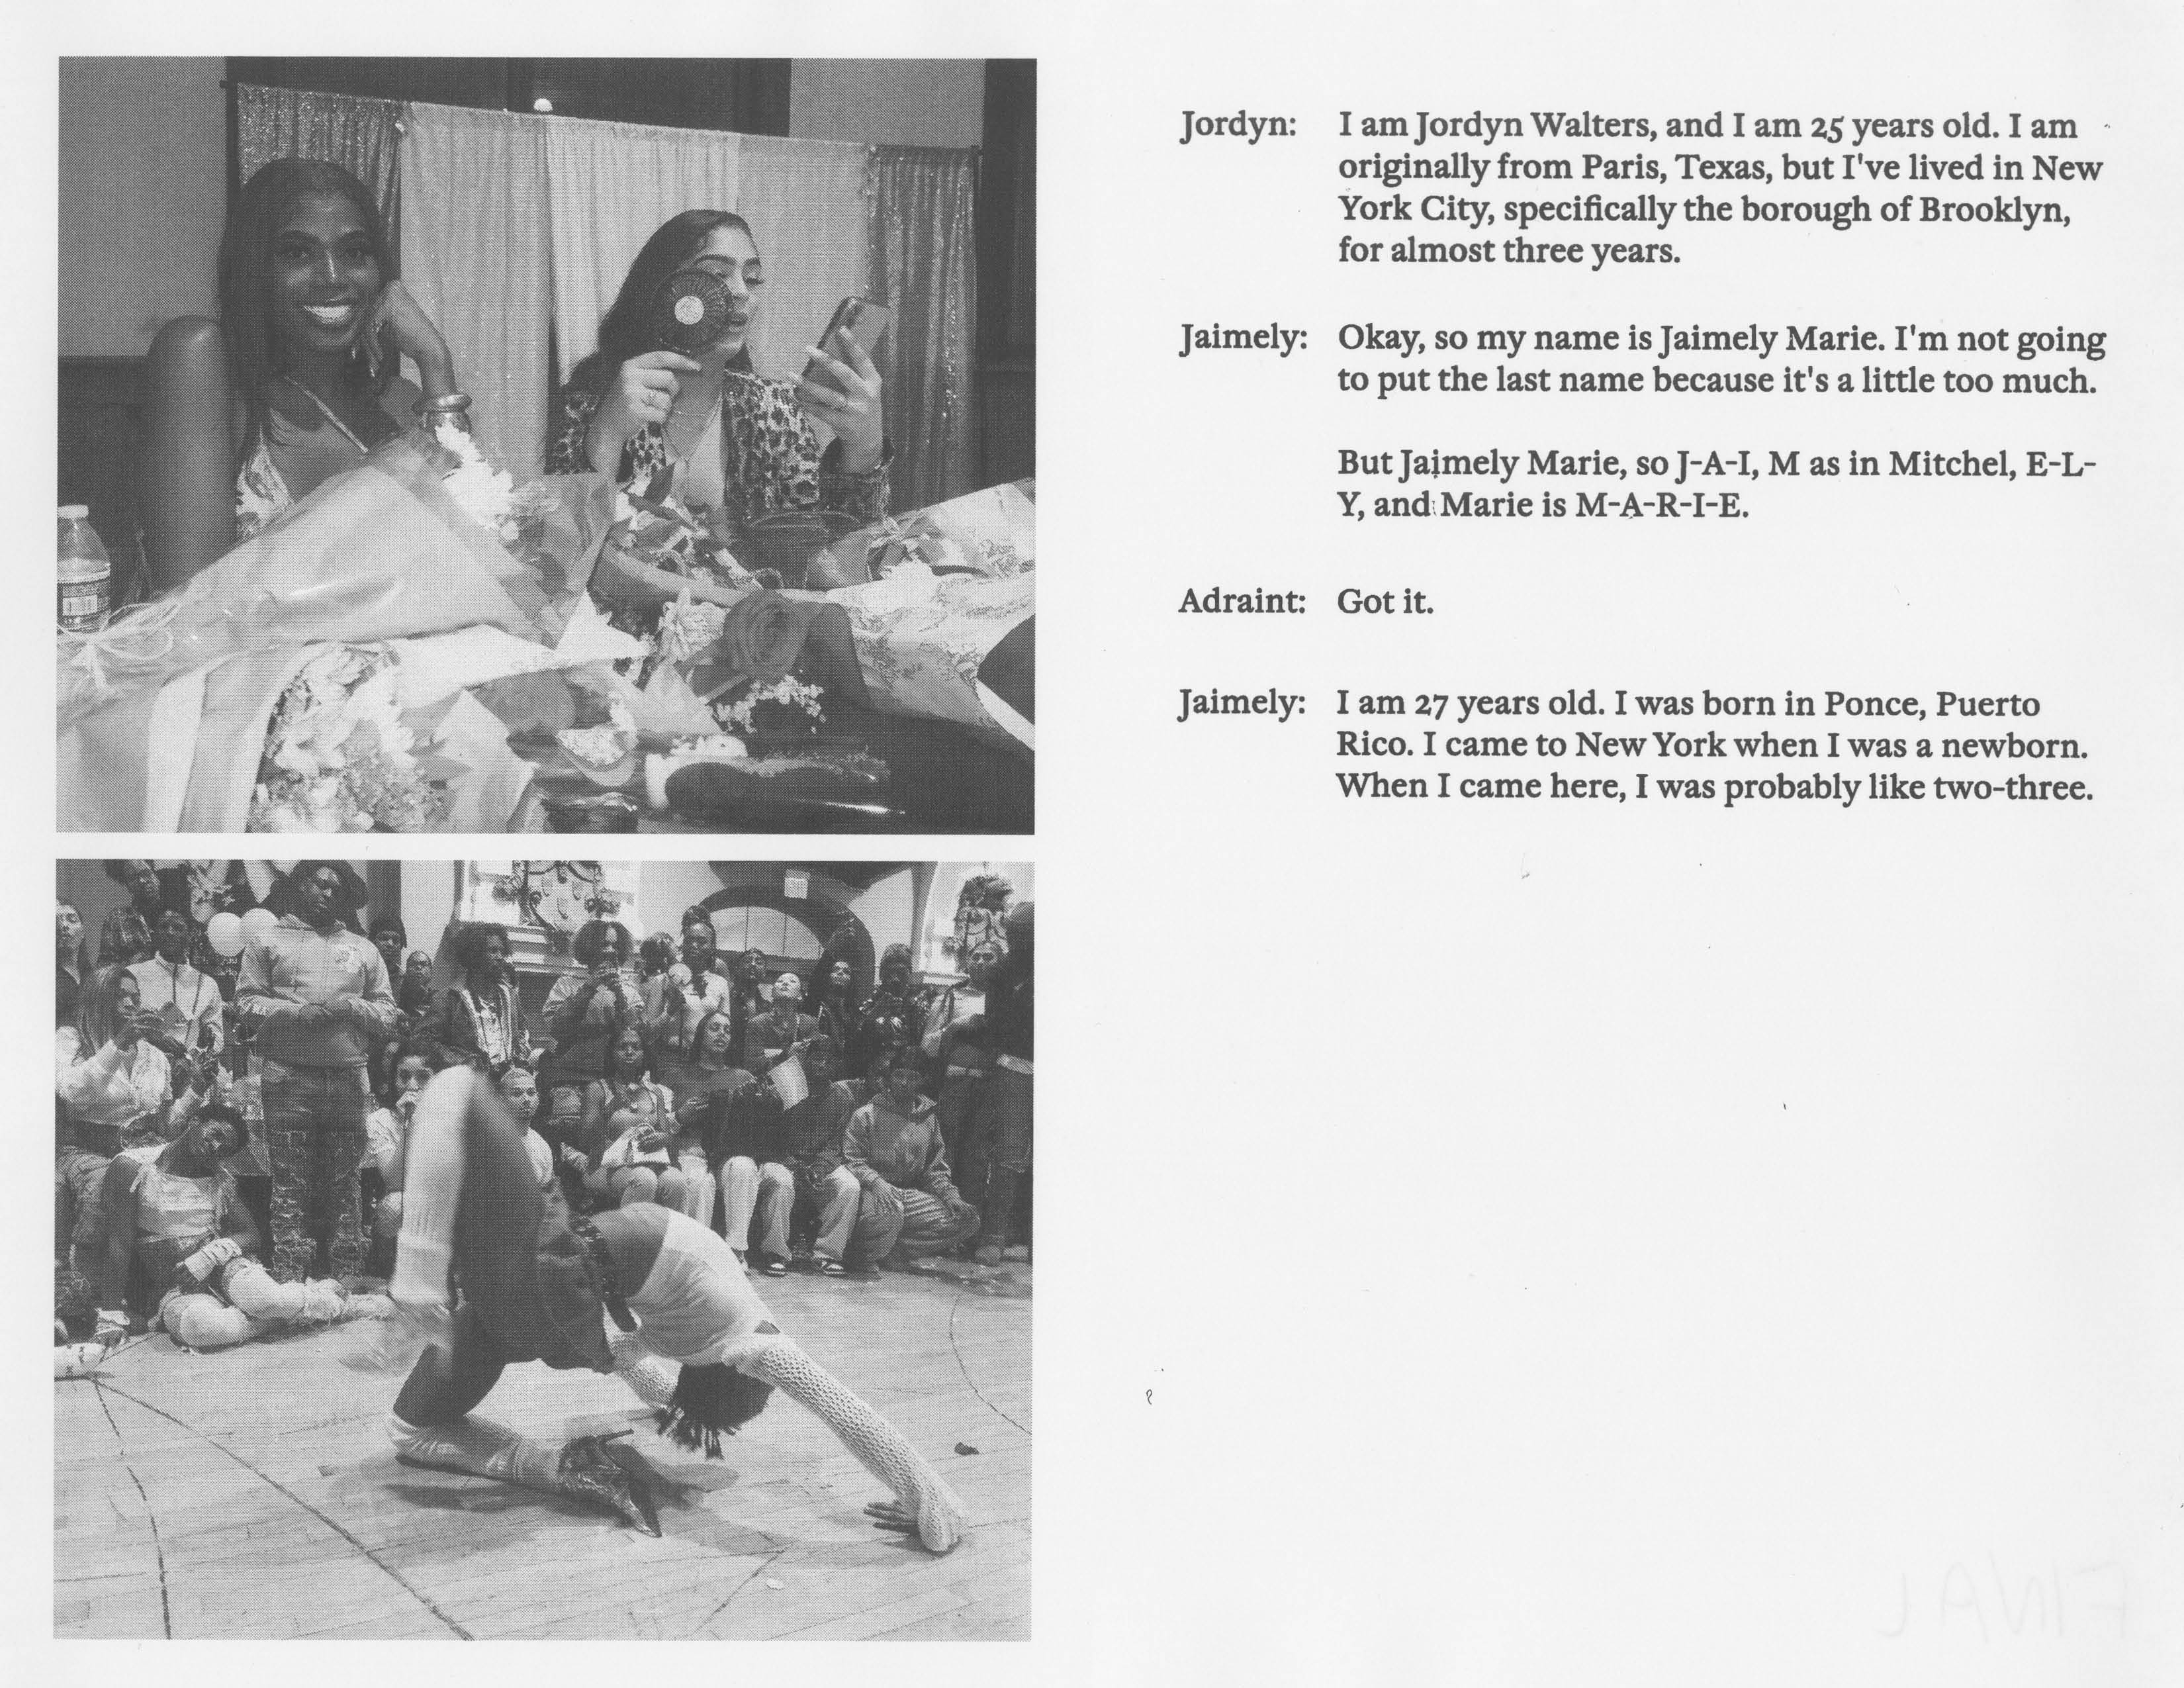 Jordyn: I am Jordyn Walters, and I am 25 years old. I am
originally from Paris, Texas, but I've lived in New
York City, specifically the borough of Brooklyn,
for almost three years.
Jaimely: Okay, so my name is Jaimely Marie. I'm not going
to put the last name because it's a little too much.
But Jaimely Marie, so J-A-I, M as in Mitchel, E-L-
Y, and Marie is M-A-R-I-E.
Adraint: Got it.
Jaimely: I am 27 years old. I was born in Ponce, Puerto
Rico. I came to New York when I was a newborn.
When I came here, I was probably like two-three.
FINAL